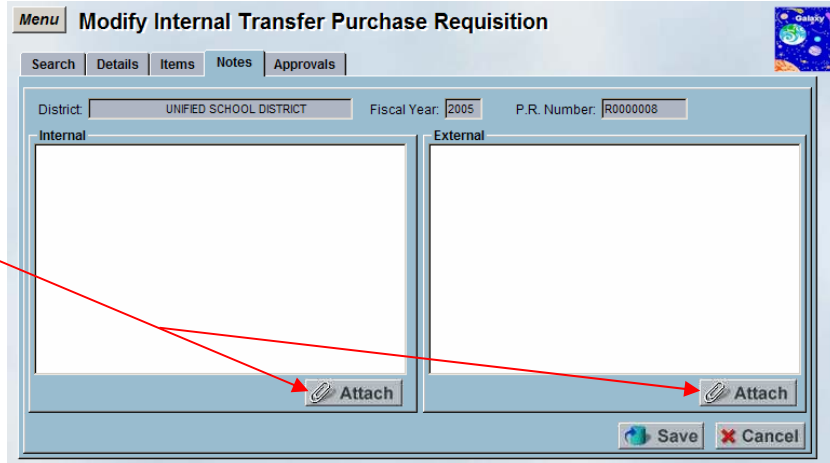 Menu Modify Internal Transfer Purchase Requisition
Galaxy
Search Details Items Notes Approvals
District: UNIFIED SCHOOL DISTRICT Fiscal Year: 2005 P.R. Number: R0000008
Internal External
Attach Attach
Save Cancel